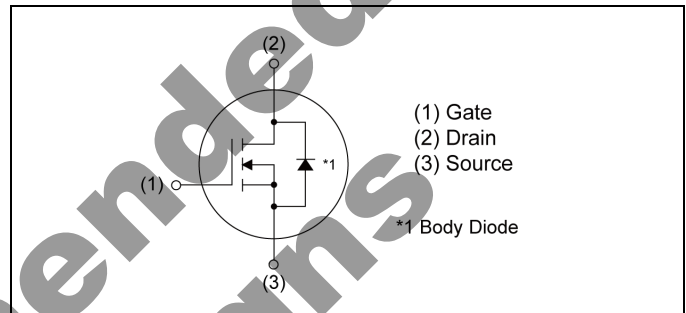 (2)
(1) Gate
(2) Drain
(3) Source
*1
(1)
*1 Body Diode
(3)